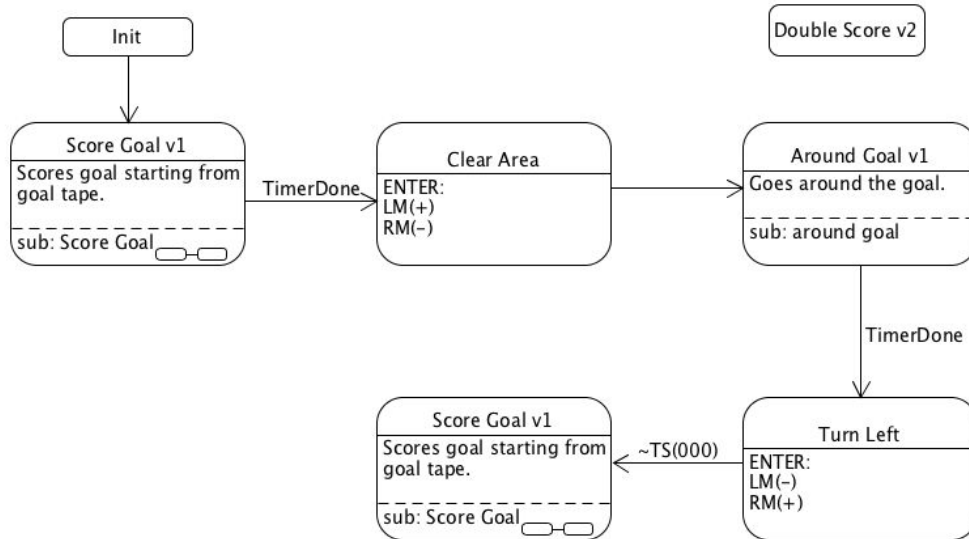 Init
Double Score v2
Score Goal v1
Scores goal starting from
goal tape.
sub: Score Goal
TimerDone
Clear Area
ENTER:
LM(+)
RM(-)
Around Goal v1
Goes around the goal.
sub: around goal
TimerDone
Turn Left
ENTER:
LM(-)
RM(+)
~TS(000)
Score Goal v1
Scores goal starting from
goal tape.
sub: Score Goal